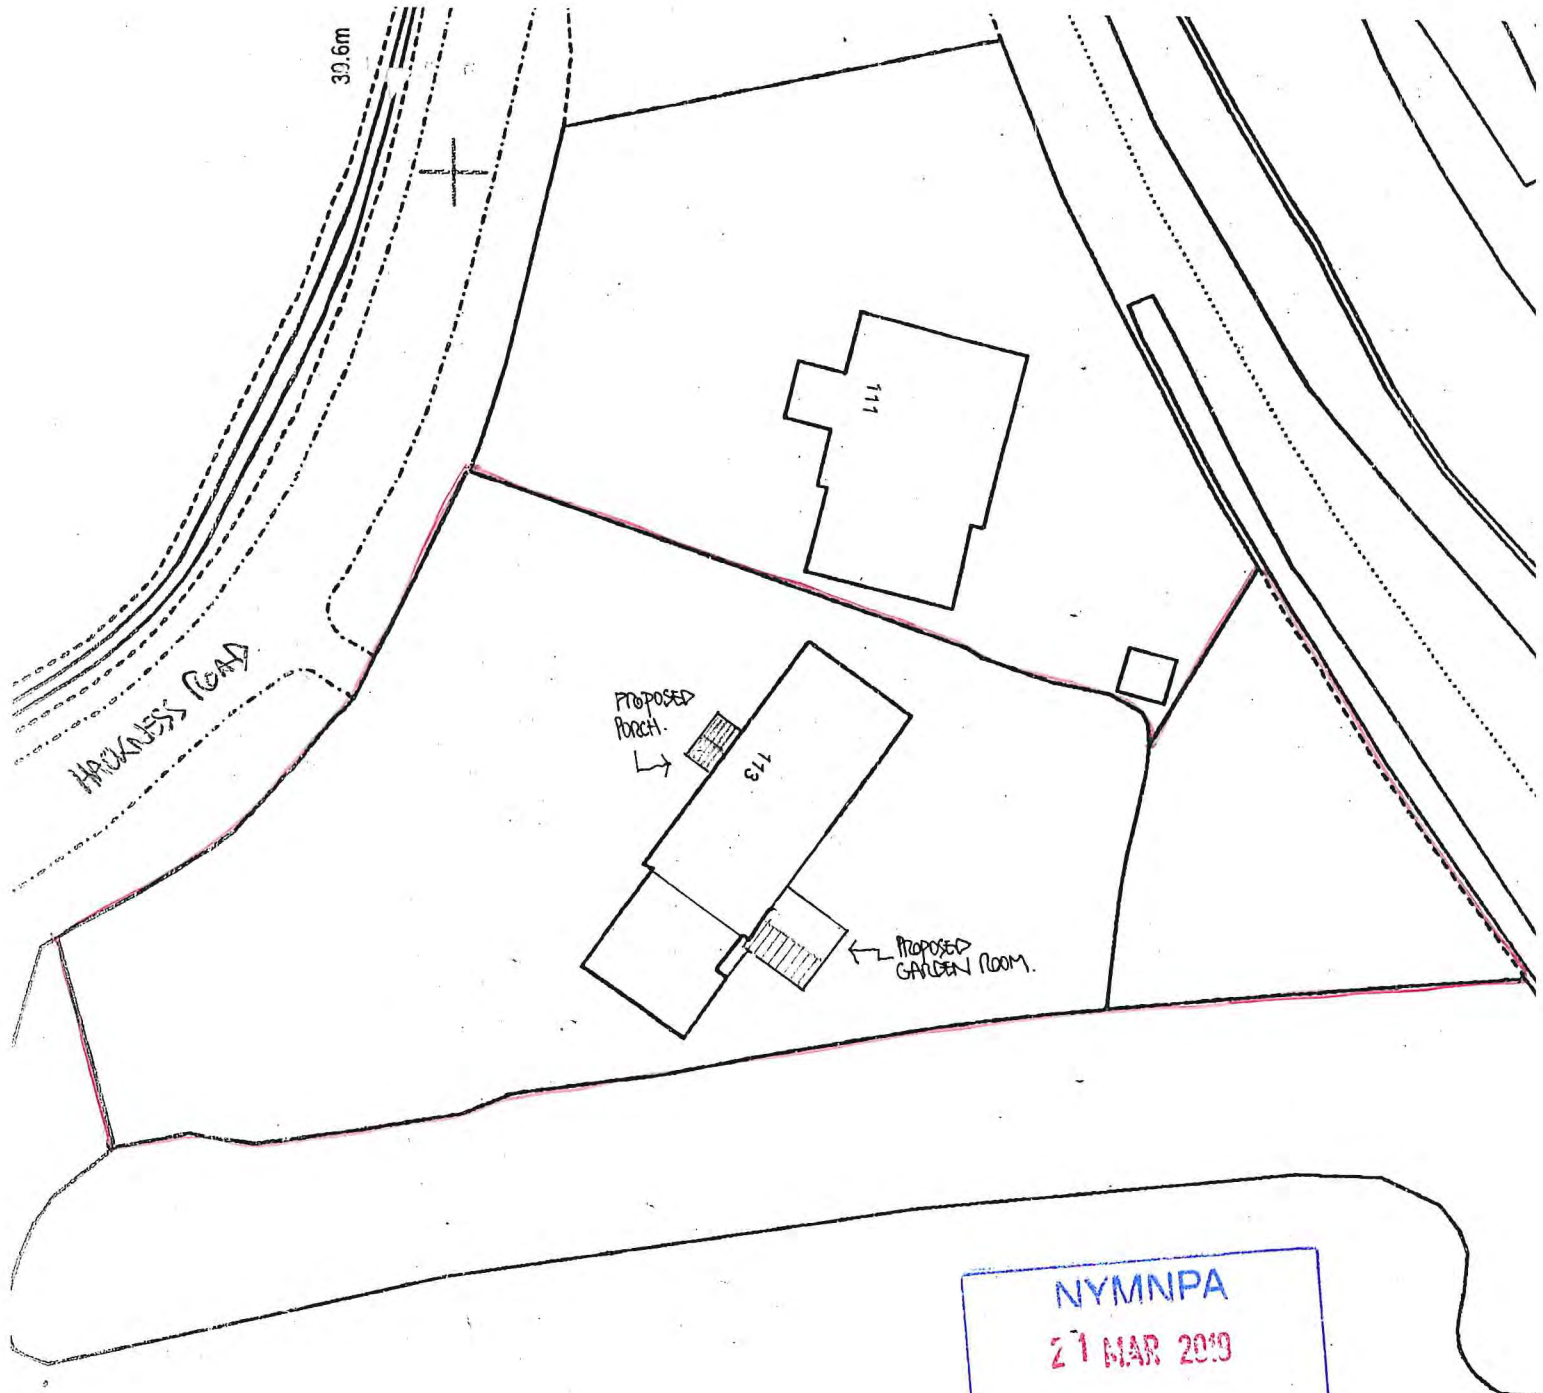 39.6m
111
HACKNESS ROAD
PROPOSED
PORCH.
113
PROPOSED
GARDEN ROOM.
NYMNPA
21 MAR 2019